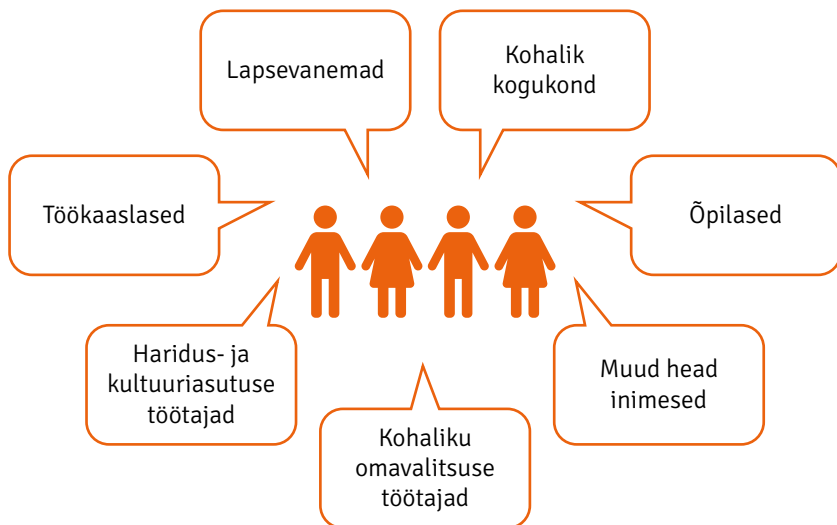 Lapsevanemad
Kohalik
kogukond
Töökaaslased
Õpilased
Haridus- ja
kultuuriasutuse
töötajad
Muud head
inimesed
Kohaliku
omavalitsuse
töötajad